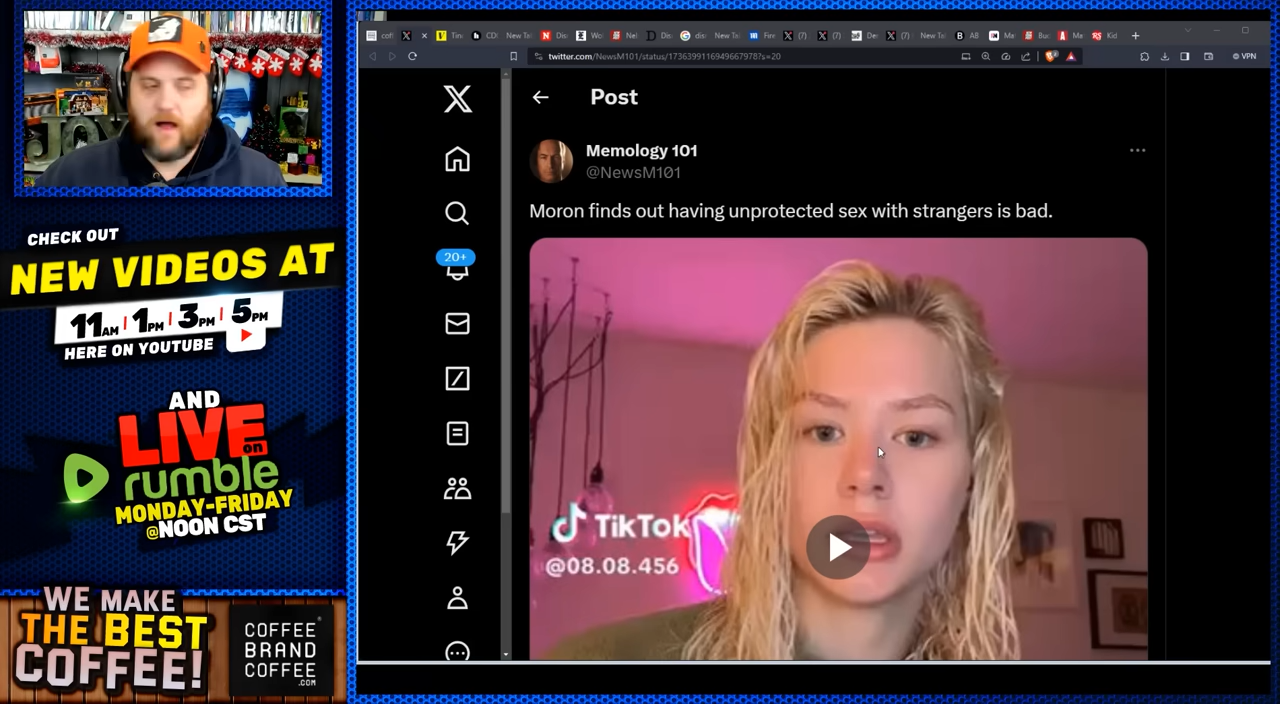 CHECK OUT
NEW VIDEOS AT
11AM | 1PM | 3PM | 5PM
HERE ON YOUTUBE
AND
LIVE on
rumble
MONDAY-FRIDAY
@NOON CST
WE MAKE
THE BEST
COFFEE!
COFFEE
BRAND
COFFEE
.COM
JOY
twitter.com/NewsM101/status/1736399116949667978?s=20
VPN
Post
Memology 101
@NewsM101
Moron finds out having unprotected sex with strangers is bad.
20+
TikTok
@08.08.456